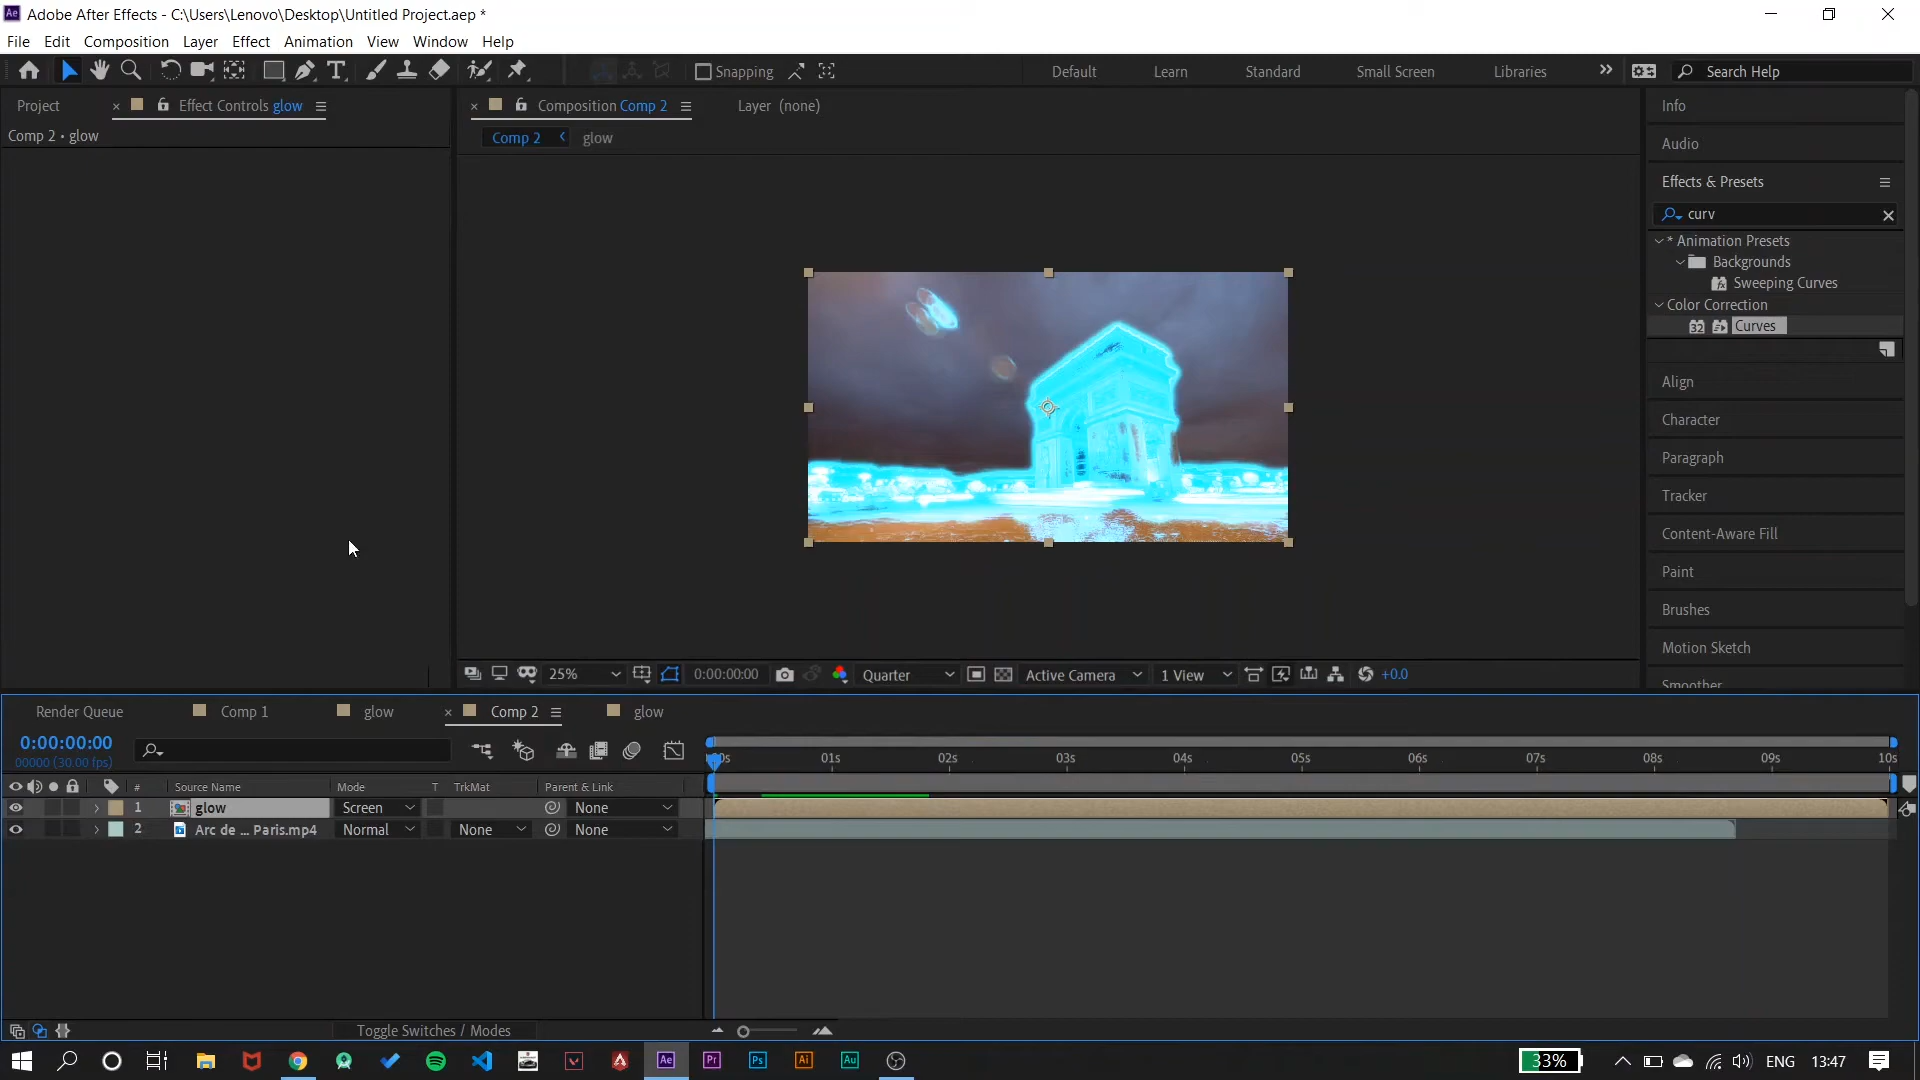 Adobe After Effects - C:\Users\Lenovo\Desktop\Untitled Project.aep *
File Edit Composition Layer Effect Animation View Window Help
Snapping Default Learn Standard Small Screen Libraries Search Help
Project Effect Controls glow Composition Comp 2 Layer (none) Info
Comp 2 • glow
Comp 2 glow
Audio
Effects & Presets
curv
* Animation Presets
Backgrounds
Sweeping Curves
Color Correction
32 Curves
Align
Character
Paragraph
Tracker
Content-Aware Fill
Paint
Brushes
Motion Sketch
Smoother
25% 0:00:00:00 Quarter Active Camera 1 View +0.0
Render Queue Comp 1 glow Comp 2 glow
0:00:00:00
00000 (30.00 fps)
00s 01s 02s 03s 04s 05s 06s 07s 08s 09s 10s
# Source Name Mode T TrkMat Parent & Link
1 glow Screen None
2 Arc de ... Paris.mp4 Normal None None
Toggle Switches / Modes
Ae Pr Ps Ai Au 33% ENG 13:47